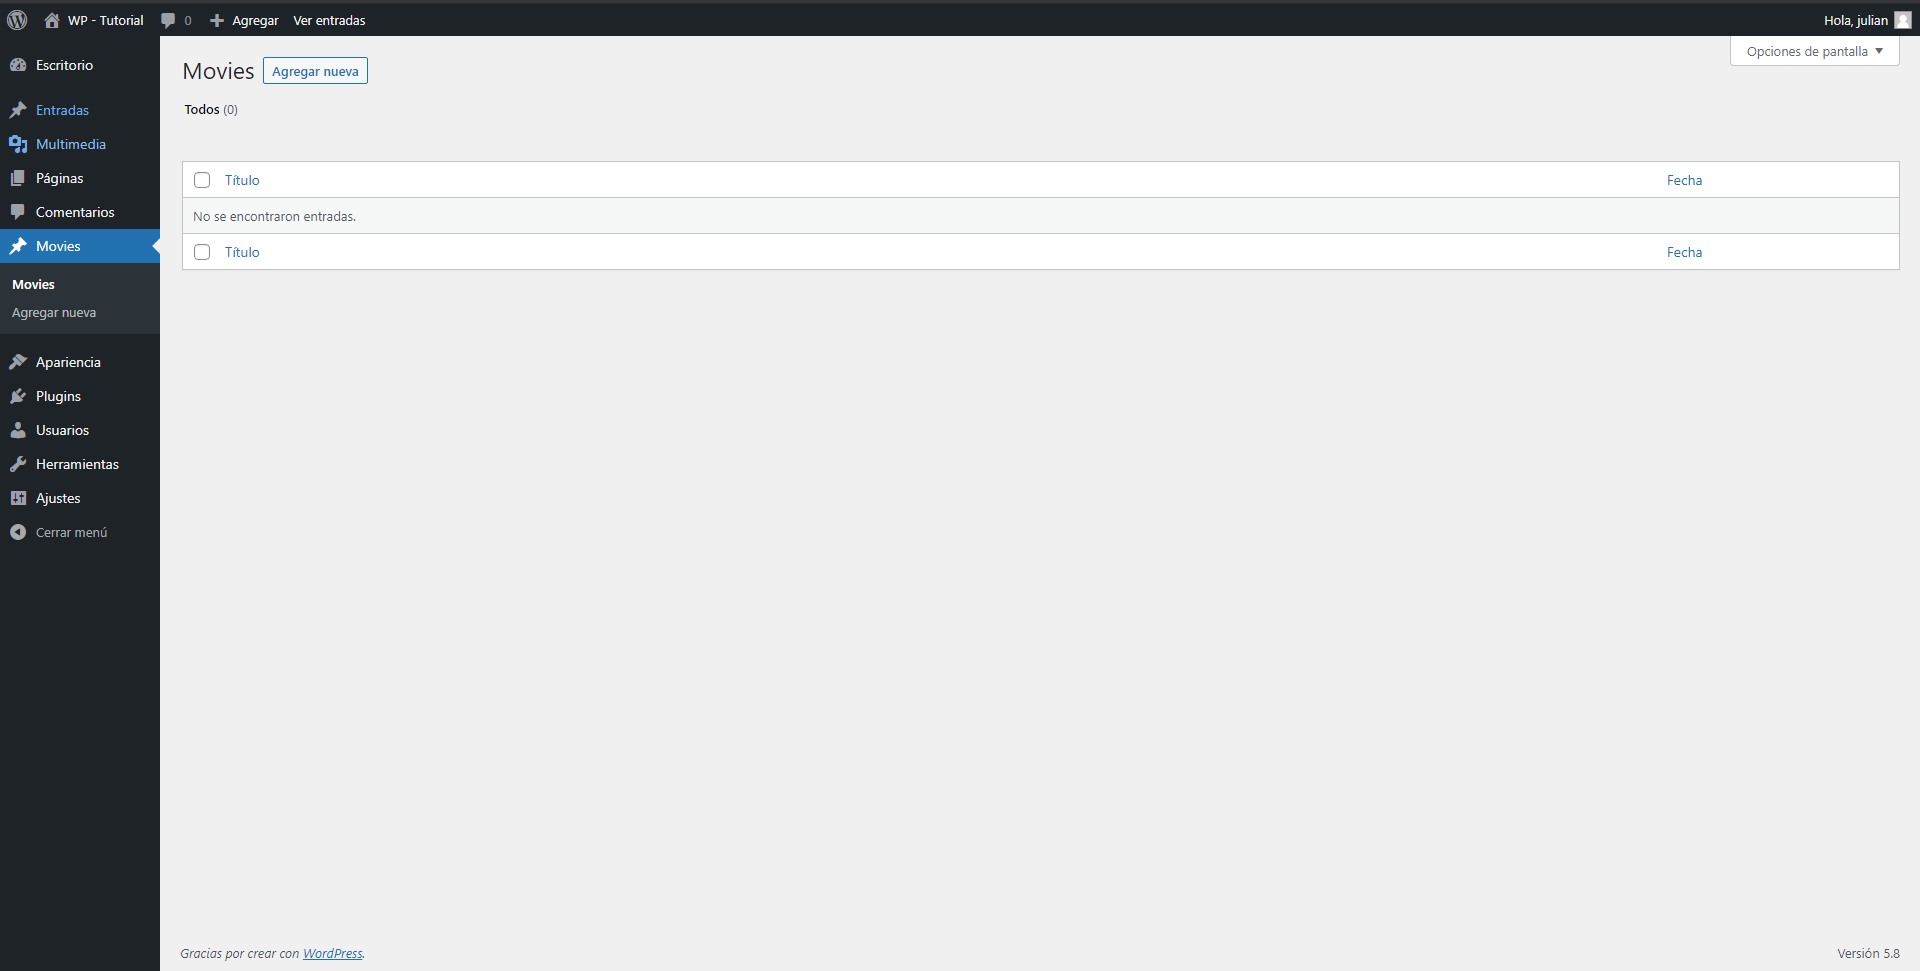 WP - Tutorial 0 Agregar Ver entradas Hola, julian
Escritorio
Entradas
Multimedia
Páginas
Comentarios
Movies
Movies
Agregar nueva
Apariencia
Plugins
Usuarios
Herramientas
Ajustes
Cerrar menú
Opciones de pantalla
Movies Agregar nueva
Todos (0)
Título Fecha
No se encontraron entradas.
Título Fecha
Gracias por crear con WordPress. Versión 5.8